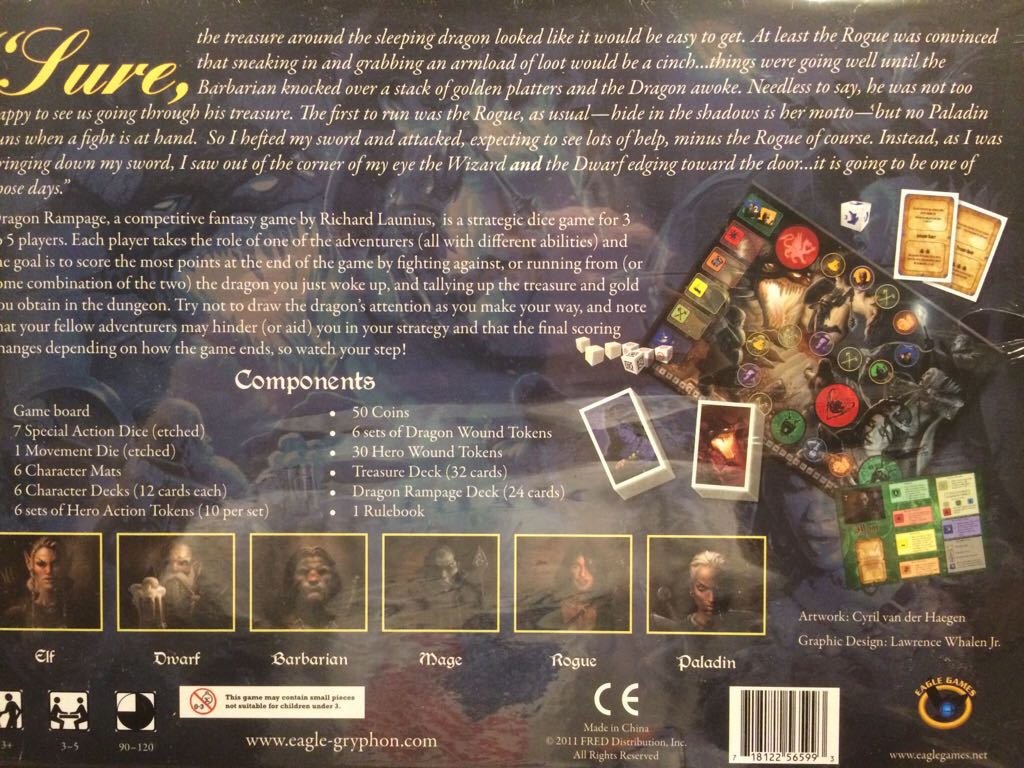 “Sure, the treasure around the sleeping dragon looked like it would be easy to get. At least the Rogue was convinced
that sneaking in and grabbing an armload of loot would be a cinch...things were going well until the
Barbarian knocked over a stack of golden platters and the Dragon awoke. Needless to say, he was not too
appy to see us going through his treasure. The first to run was the Rogue, as usual—hide in the shadows is her motto—‘but no Paladin
uns when a fight is at hand. So I hefted my sword and attacked, expecting to see lots of help, minus the Rogue of course. Instead, as I was
ringing down my sword, I saw out of the corner of my eye the Wizard and the Dwarf edging toward the door...it is going to be one of
ose days.”
ragon Rampage, a competitive fantasy game by Richard Launius, is a strategic dice game for 3
o 5 players. Each player takes the role of one of the adventurers (all with different abilities) and
he goal is to score the most points at the end of the game by fighting against, or running from (or
ome combination of the two) the dragon you just woke up, and tallying up the treasure and gold
ou obtain in the dungeon. Try not to draw the dragon's attention as you make your way, and note
hat your fellow adventurers may hinder (or aid) you in your strategy and that the final scoring
hanges depending on how the game ends, so watch your step!
Components
Game board
7 Special Action Dice (etched)
1 Movement Die (etched)
6 Character Mats
6 Character Decks (12 cards each)
6 sets of Hero Action Tokens (10 per set)
• 50 Coins
• 6 sets of Dragon Wound Tokens
• 30 Hero Wound Tokens
• Treasure Deck (32 cards)
• Dragon Rampage Deck (24 cards)
• 1 Rulebook
Elf
Dwarf
Barbarian
Mage
Rogue
Paladin
Artwork: Cyril van der Haegen
Graphic Design: Lawrence Whalen Jr.
3+
3–5
90–120
0-3
This game may contain small pieces
not suitable for children under 3.
www.eagle-gryphon.com
CE
Made in China
© 2011 FRED Distribution, Inc.
All Rights Reserved
7 18122 56599 3
EAGLE GAMES
www.eaglegames.net